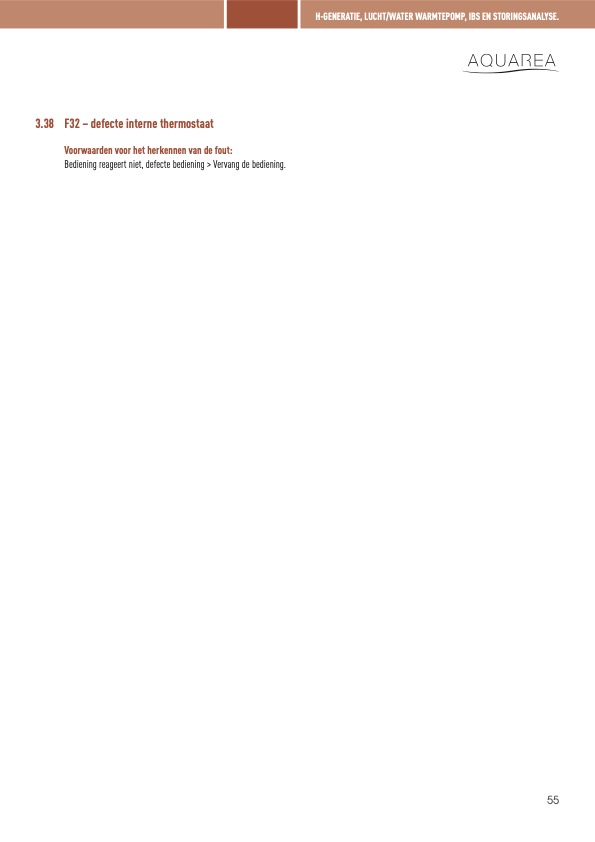 H-GENERATIE, LUCHT/WATER WARMTEPOMP, IBS EN STORINGSANALYSE.
AQUAREA
3.38 F32 – defecte interne thermostaat
Voorwaarden voor het herkennen van de fout:
Bediening reageert niet, defecte bediening > Vervang de bediening.
55